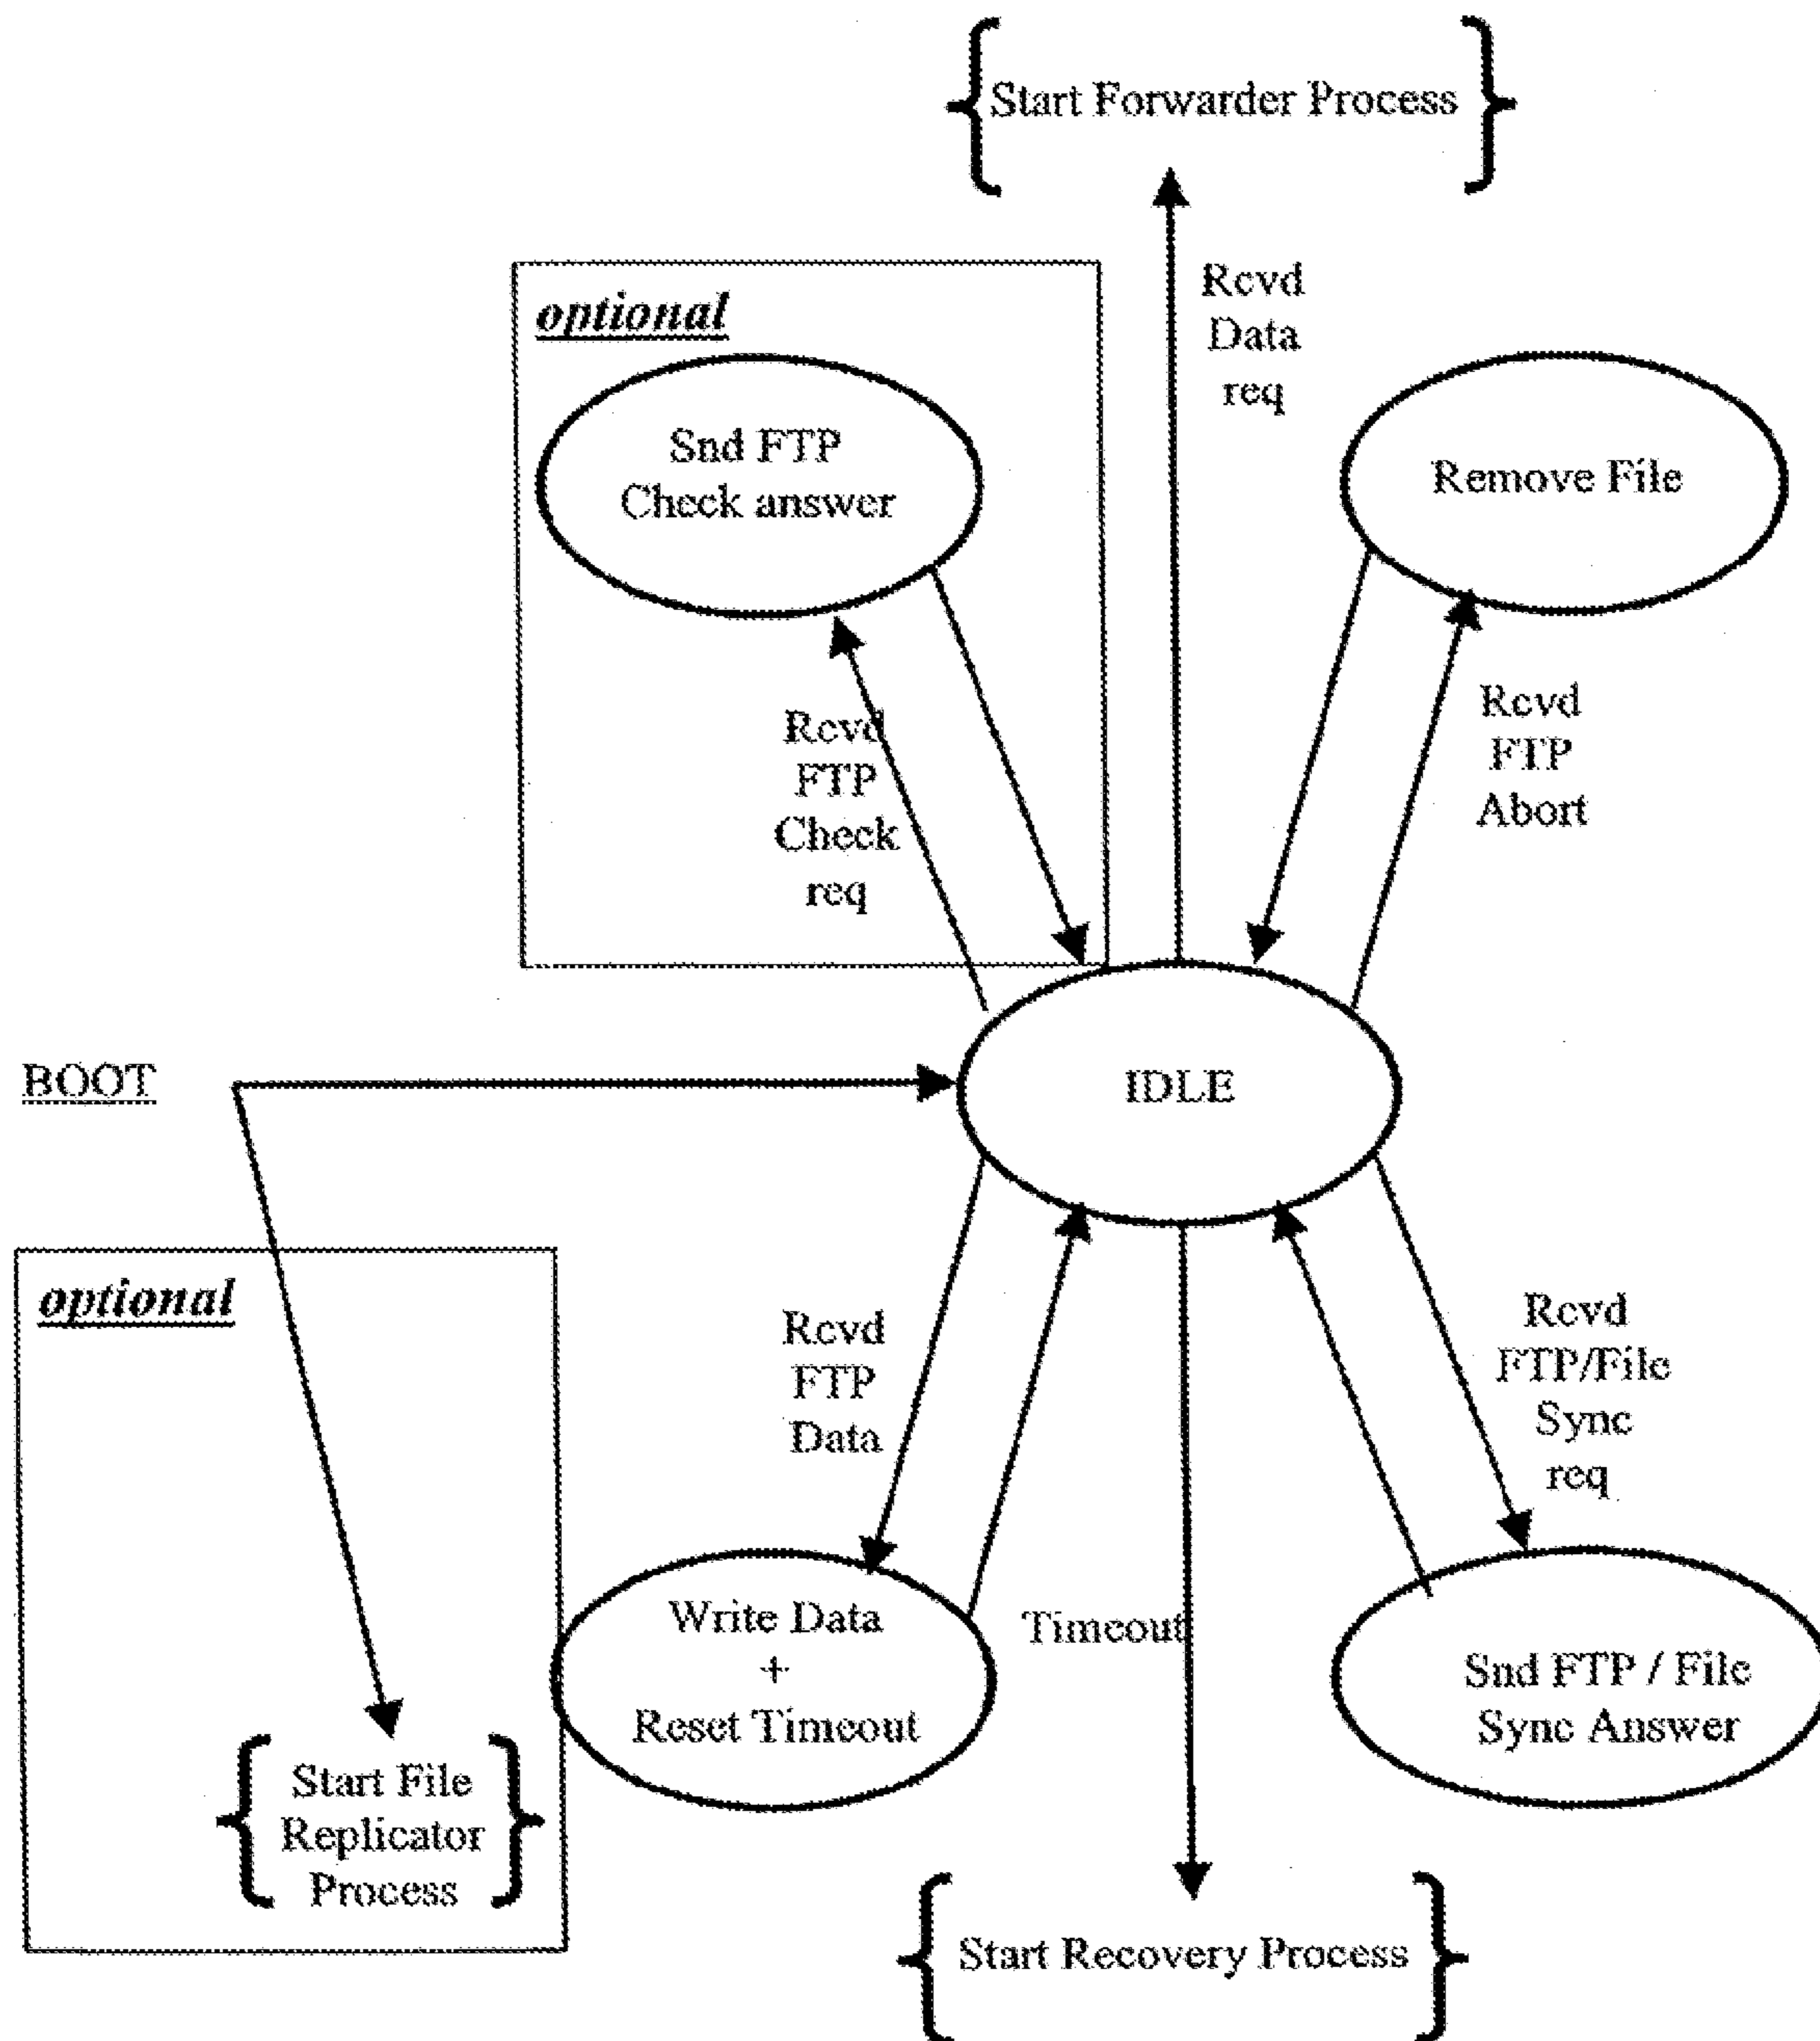 Start Forwarder Process
optional
Rcvd
Data
req
Snd FTP
Check answer
Remove File
Rcvd
FTP
Check
req
Rcvd
FTP
Abort
BOOT
IDLE
optional
Rcvd
FTP
Data
Rcvd
FTP/File
Sync
req
Write Data
+
Reset Timeout
Timeout
Snd FTP / File
Sync Answer
Start File
Replicator
Process
Start Recovery Process